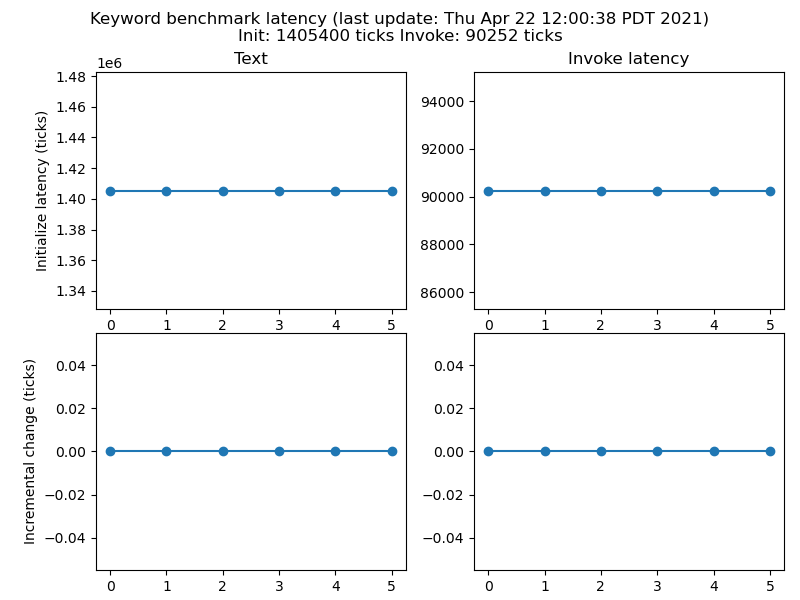 Keyword benchmark latency (last update: Thu Apr 22 12:00:38 PDT 2021)
Init: 1405400 ticks Invoke: 90252 ticks
Text
1e6
Initialize latency (ticks)
1.48
1.46
1.44
1.42
1.40
1.38
1.36
1.34
0 1 2 3 4 5
Invoke latency
94000
92000
90000
88000
86000
0 1 2 3 4 5
Incremental change (ticks)
0.04
0.02
0.00
−0.02
−0.04
0 1 2 3 4 5
0.04
0.02
0.00
−0.02
−0.04
0 1 2 3 4 5